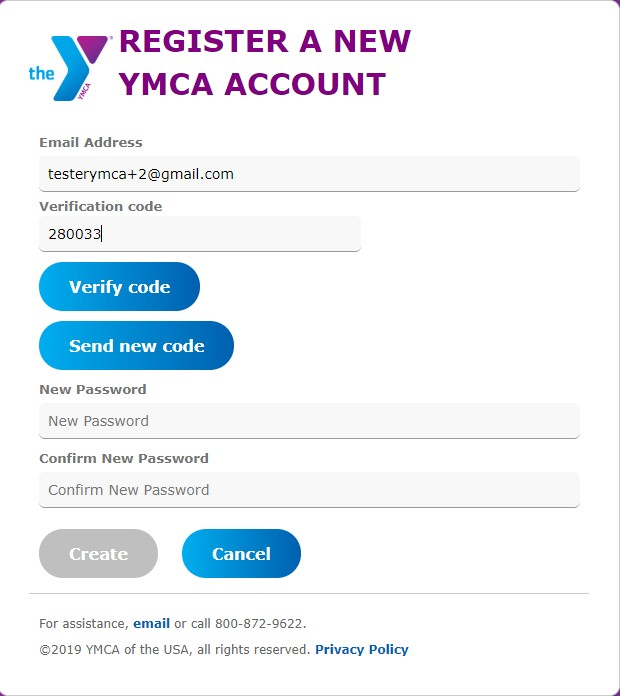 the
YMCA
REGISTER A NEW
YMCA ACCOUNT
Email Address
testerymca+2@gmail.com
Verification code
280033
Verify code
Send new code
New Password
New Password
Confirm New Password
Confirm New Password
Create Cancel
For assistance, email or call 800-872-9622.
©2019 YMCA of the USA, all rights reserved. Privacy Policy